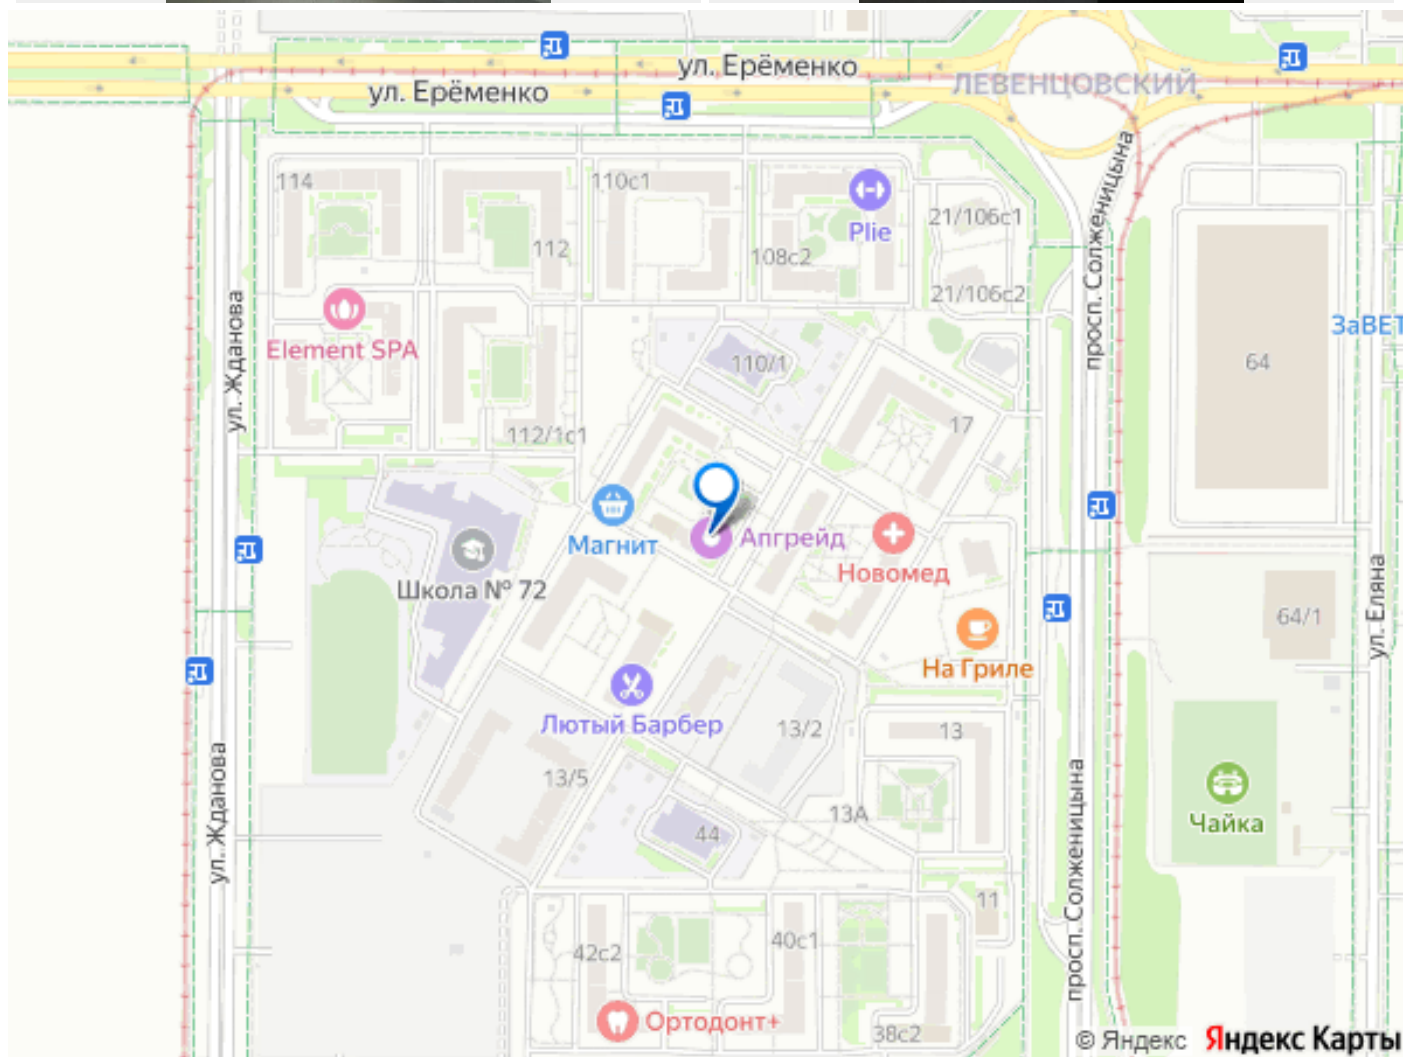 ул. Ерёменко
ЛЕВЕНЦОВСКИЙ
ул. Ерёменко
114
110с1
Plie
21/106с1
112
108с2
21/106с2
просп. Солженицына
ул. Жданова
Element SPA
ЗаВЕТ
110/1
64
17
112/1с1
Магнит
Апгрейд
Новомед
Школа № 72
64/1
ул. Еляна
На Гриле
Лютый Барбер
13/2
13
13/5
ул. Жданова
13А
Чайка
44
просп. Солженицына
11
42с2
40с1
Ортодонт+
38с2
© Яндекс Яндекс Карты